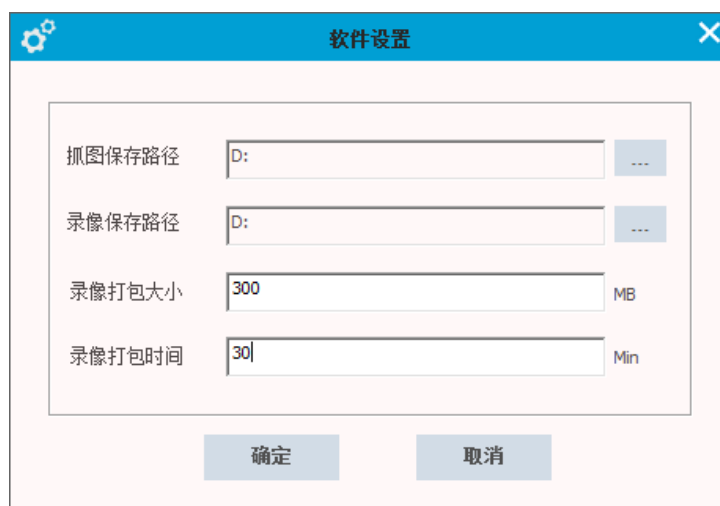 软件设置
抓图保存路径 D: ...
录像保存路径 D: ...
录像打包大小 300 MB
录像打包时间 30 Min
确定 取消